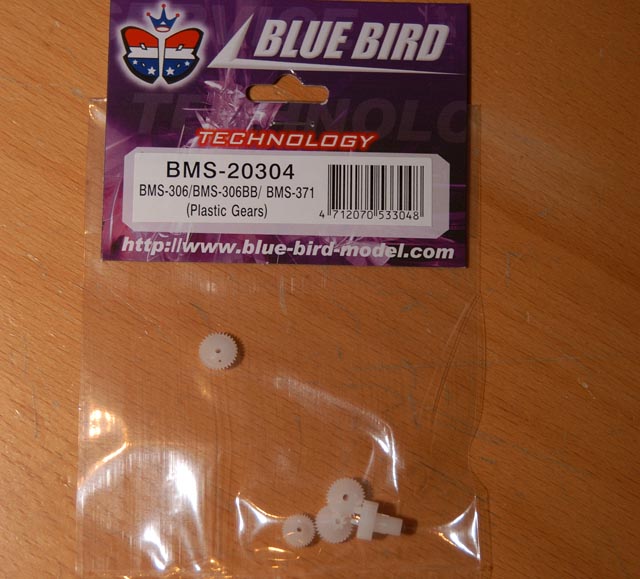 BLUE BIRD
TECHNOLOGY
TECHNOLOGY
BMS-20304
BMS-306/BMS-306BB/ BMS-371
(Plastic Gears)
4 712070 533048
http://www.blue-bird-model.com